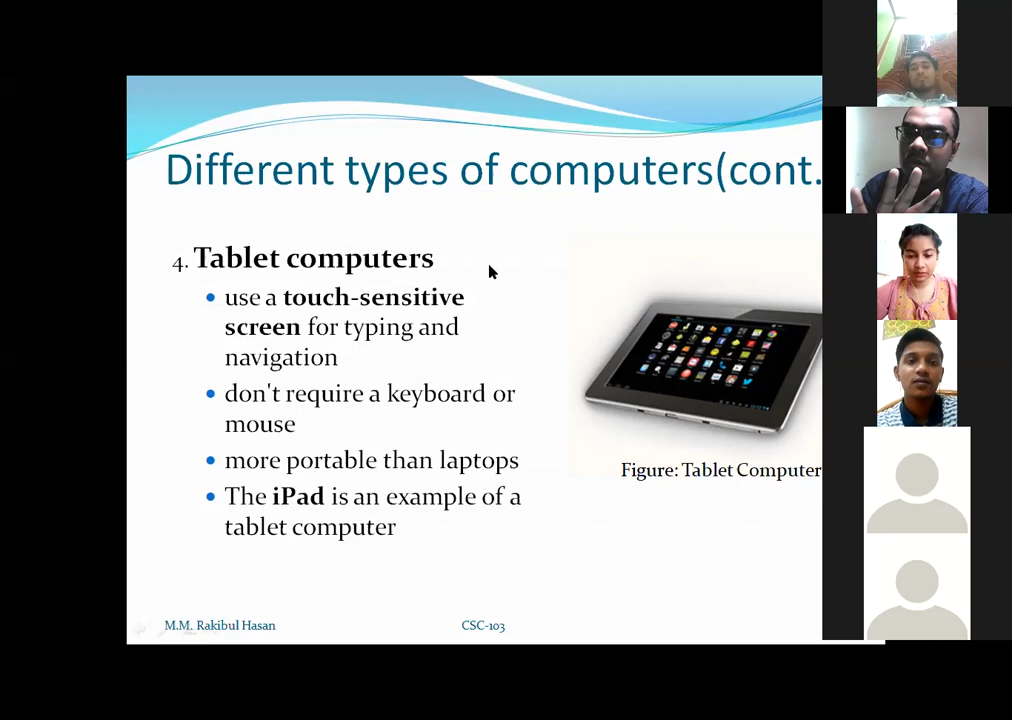 Different types of computers(cont.
4. Tablet computers
• use a touch-sensitive
screen for typing and
navigation
• don't require a keyboard or
mouse
• more portable than laptops
• The iPad is an example of a
tablet computer
Figure: Tablet Computer
M.M. Rakibul Hasan
CSC-103